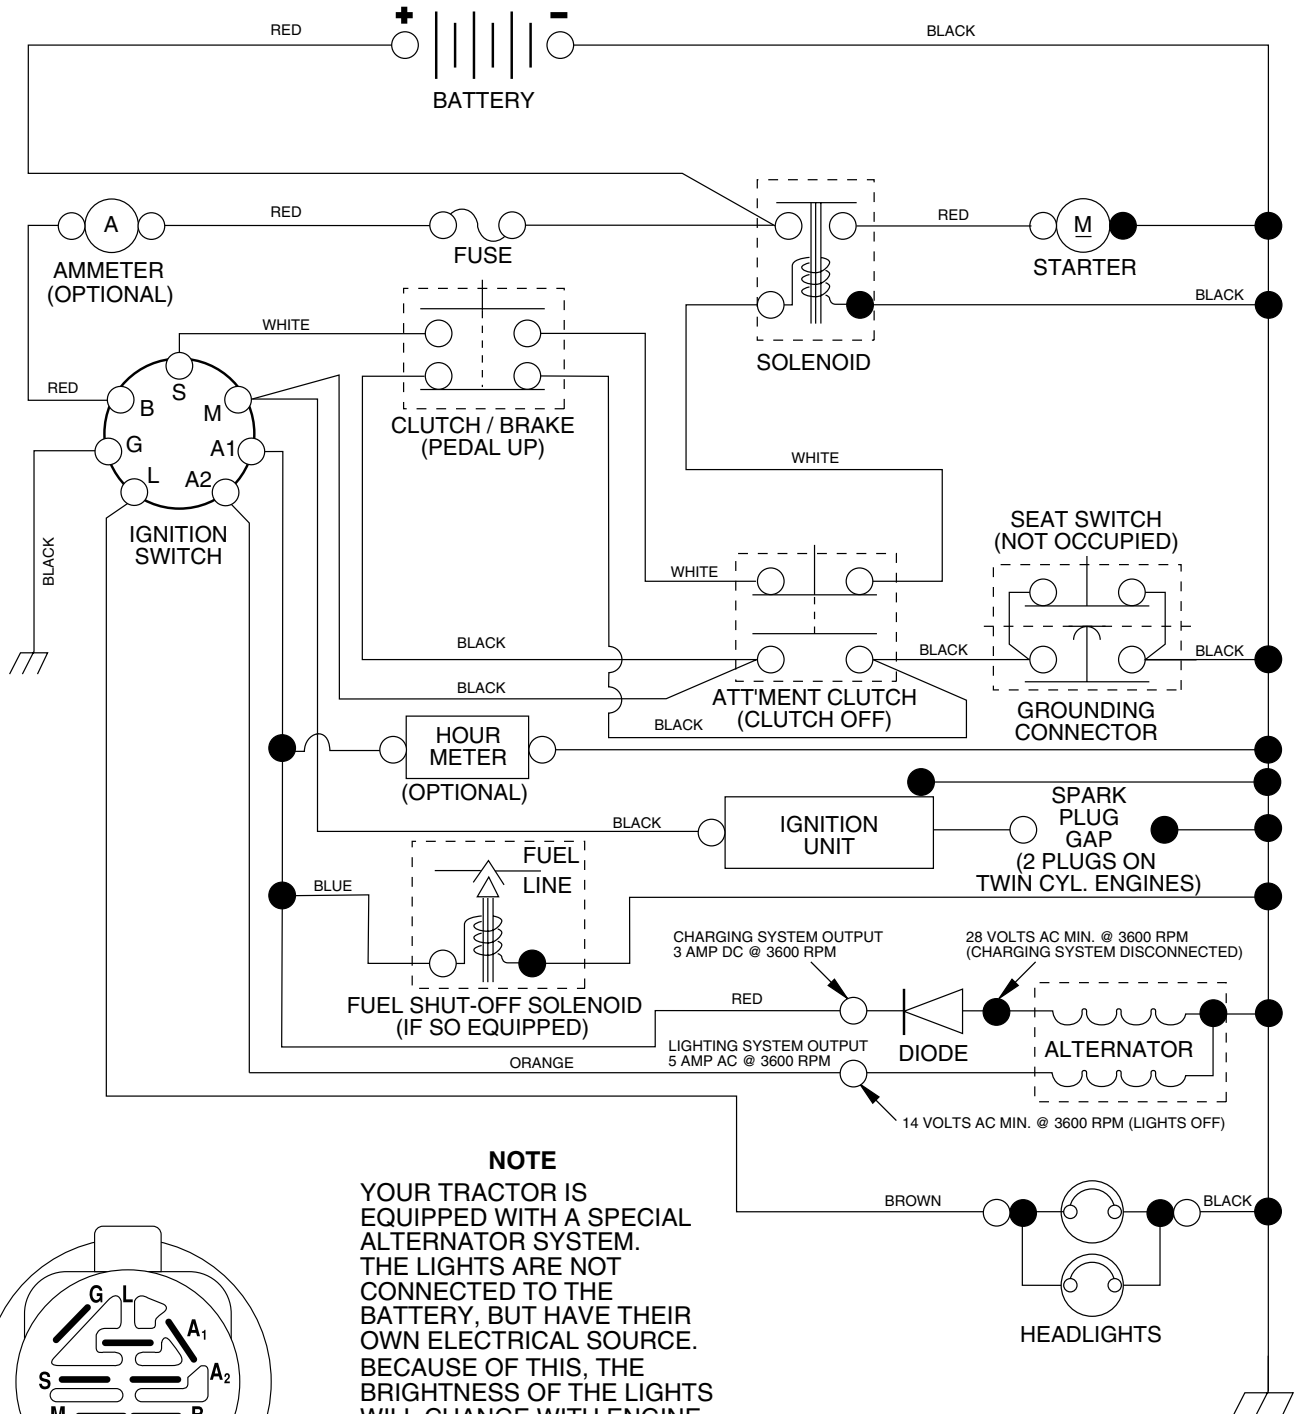 + -
RED
BLACK
BATTERY
A
RED
FUSE
RED
M
STARTER
AMMETER
(OPTIONAL)
BLACK
SOLENOID
WHITE
RED
S
B
M
G
A1
L
A2
IGNITION
SWITCH
CLUTCH / BRAKE
(PEDAL UP)
WHITE
BLACK
SEAT SWITCH
(NOT OCCUPIED)
WHITE
BLACK
BLACK
BLACK
BLACK
ATT'MENT CLUTCH
(CLUTCH OFF)
BLACK
GROUNDING
CONNECTOR
HOUR
METER
(OPTIONAL)
BLACK
IGNITION
UNIT
SPARK
PLUG
GAP
(2 PLUGS ON
TWIN CYL. ENGINES)
FUEL
LINE
BLUE
FUEL SHUT-OFF SOLENOID
(IF SO EQUIPPED)
CHARGING SYSTEM OUTPUT
3 AMP DC @ 3600 RPM
28 VOLTS AC MIN. @ 3600 RPM
(CHARGING SYSTEM DISCONNECTED)
RED
DIODE
ALTERNATOR
LIGHTING SYSTEM OUTPUT
5 AMP AC @ 3600 RPM
ORANGE
14 VOLTS AC MIN. @ 3600 RPM (LIGHTS OFF)
BROWN
BLACK
HEADLIGHTS
NOTE
YOUR TRACTOR IS
EQUIPPED WITH A SPECIAL
ALTERNATOR SYSTEM.
THE LIGHTS ARE NOT
CONNECTED TO THE
BATTERY, BUT HAVE THEIR
OWN ELECTRICAL SOURCE.
BECAUSE OF THIS, THE
BRIGHTNESS OF THE LIGHTS
WILL CHANGE WITH ENGINE
G L
A1
S
A2
M
B